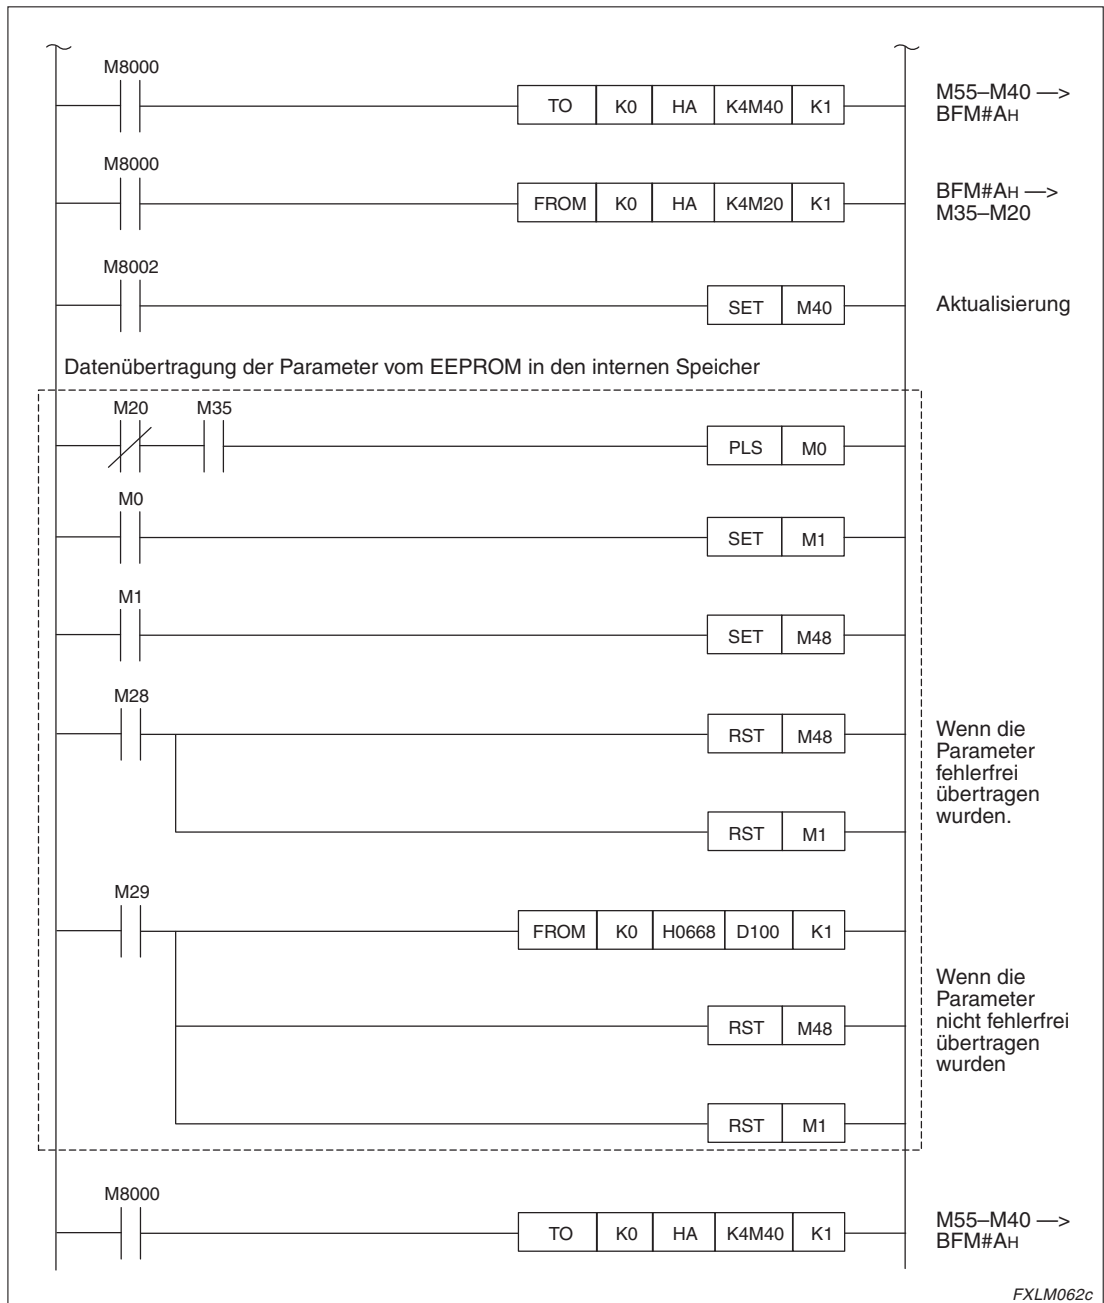 M8000
TO K0 HA K4M40 K1
M55–M40 —>
BFM#AH
M8000
FROM K0 HA K4M20 K1
BFM#AH —>
M35–M20
M8002
SET M40
Aktualisierung
Datenübertragung der Parameter vom EEPROM in den internen Speicher
M20 M35
PLS M0
M0
SET M1
M1
SET M48
M28
RST M48
Wenn die
Parameter
fehlerfrei
übertragen
wurden.
RST M1
M29
FROM K0 H0668 D100 K1
Wenn die
Parameter
nicht fehlerfrei
übertragen
wurden
RST M48
RST M1
M8000
TO K0 HA K4M40 K1
M55–M40 —>
BFM#AH
FXLM062c